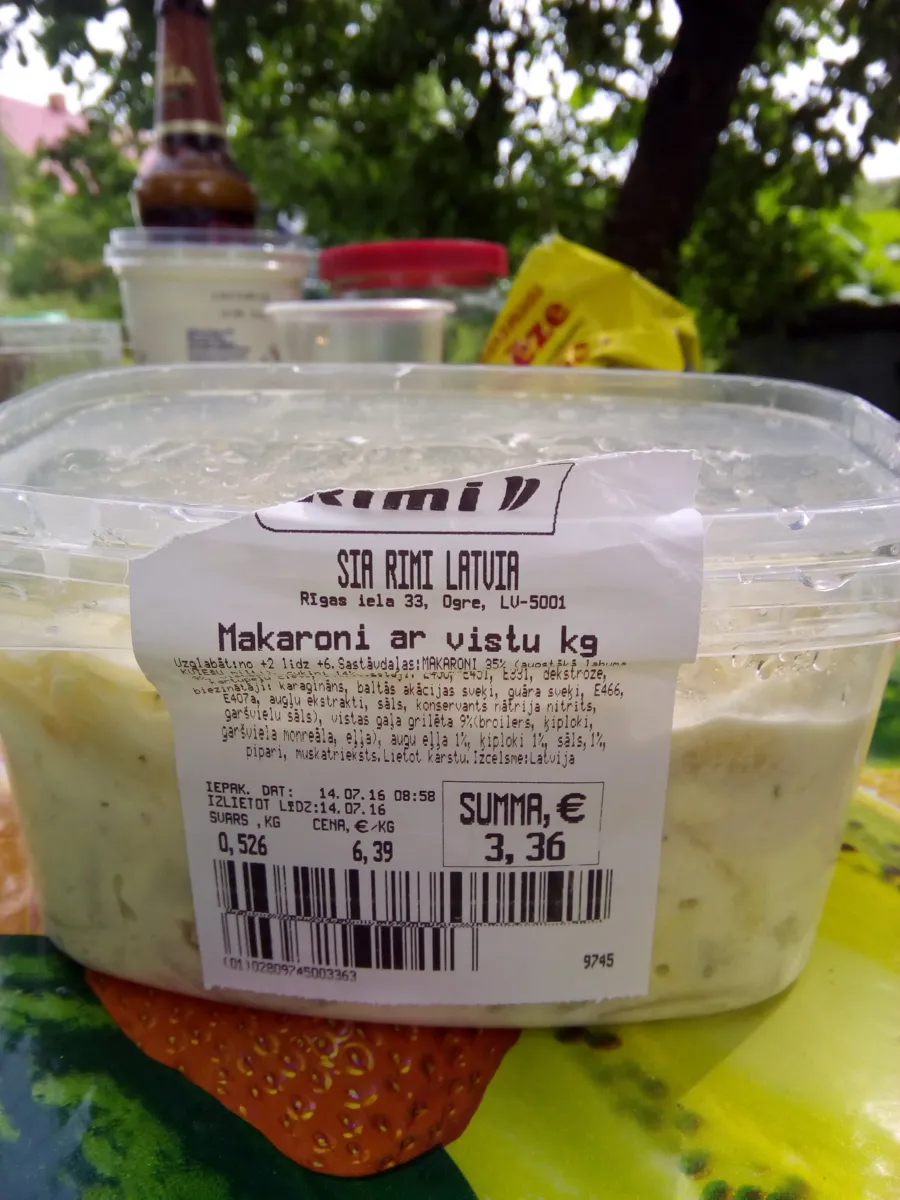 ēze
Rimi
SIA RIMI LATVIA
Rīgas iela 33, Ogre, LV-5001
Makaroni ar vistu kg
Uzglabāt:no +2 līdz +6.Sastāvdaļas:MAKARONI 35%
E451, E331, dekstroze,
biezinātāji: karagināns, baltās akācijas sveķi, guāra sveķi, E466,
E407a, augļu ekstrakti, sāls, konservants nātrija nitrīts,
garšvielu sāls), vistas gaļa grilēta 9%(broilers, ķiploki,
garšviela monreāla, eļļa), augu eļļa 1%, ķiploki 1%, sāls,1%,
pipari, muskatrieksts.Lietot karstu.Izcelsme:Latvija
IEPAK. DAT: 14.07.16 08:58
IZLIETOT LĪDZ:14.07.16
SVARS ,KG CENA, €/KG
0,526 6,39
SUMMA,€
3,36
(01)02809745003363
9745